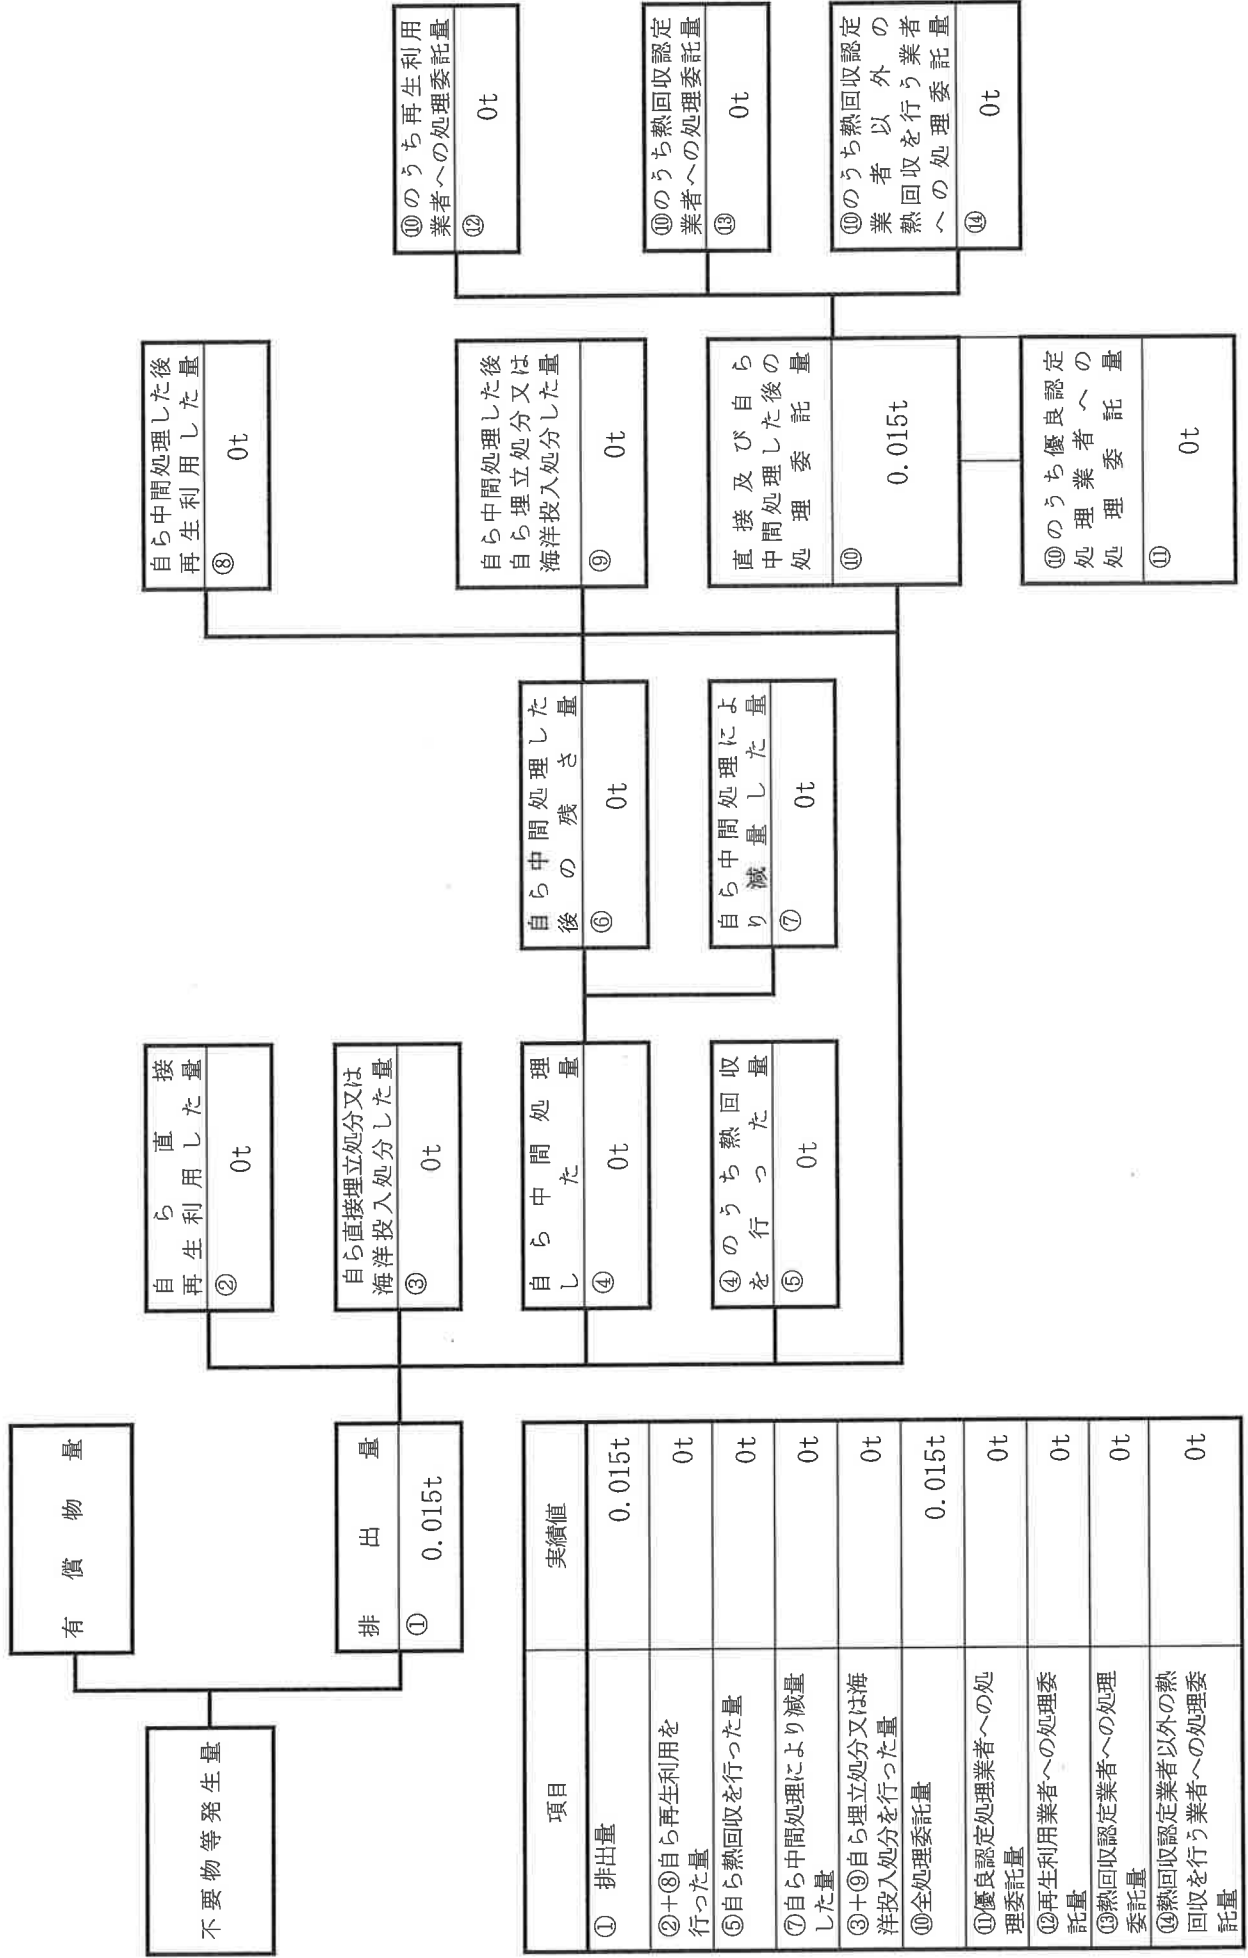 不要物等発生量
有償物量
排出量
① 0.015t
自ら直接
再生利用した量
② 0t
自ら直接埋立処分又は
海洋投入処分した量
③ 0t
自ら中間処理
した量
④ 0t
④のうち熱回収
を行った量
⑤ 0t
自ら中間処理した
後の残さ量
⑥ 0t
自ら中間処理によ
り減量した量
⑦ 0t
自ら中間処理した後
再生利用した量
⑧ 0t
自ら中間処理した後
自ら埋立処分又は
海洋投入処分した量
⑨ 0t
直接及び自ら
中間処理した後の
処理委託量
⑩ 0.015t
⑩のうち優良認定
処理業者への
処理委託量
⑪ 0t
⑩のうち再生利用
業者への処理委託量
⑫ 0t
⑩のうち熱回収認定
業者への処理委託量
⑬ 0t
⑩のうち熱回収認定
業者以外の
熱回収を行う業者
への処理委託量
⑭ 0t
項目 実績値
① 排出量 0.015t
②+⑧自ら再生利用を
行った量 0t
⑤自ら熱回収を行った量 0t
⑦自ら中間処理により減量
した量 0t
③+⑨自ら埋立処分又は海
洋投入処分を行った量 0t
⑩全処理委託量 0.015t
⑪優良認定処理業者への処
理委託量 0t
⑫再生利用業者への処理委
託量 0t
⑬熱回収認定業者への処理
委託量 0t
⑭熱回収認定業者以外の熱
回収を行う業者への処理委
託量 0t